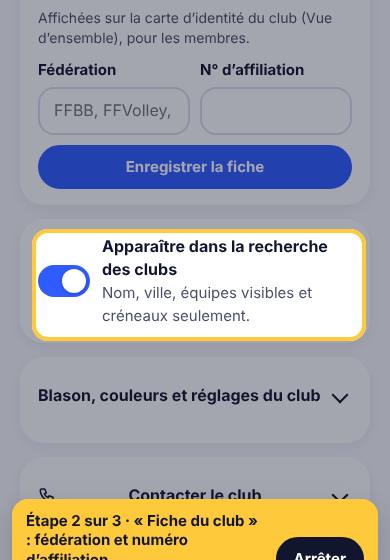 Affichées sur la carte d’identité du club (Vue
d’ensemble), pour les membres.
Fédération N° d’affiliation
FFBB, FFVolley,
Enregistrer la fiche
Apparaître dans la recherche
des clubs
Nom, ville, équipes visibles et
créneaux seulement.
Blason, couleurs et réglages du club
Contacter le club
Étape 2 sur 3 · « Fiche du club »
: fédération et numéro
d’affiliation
Arrêter